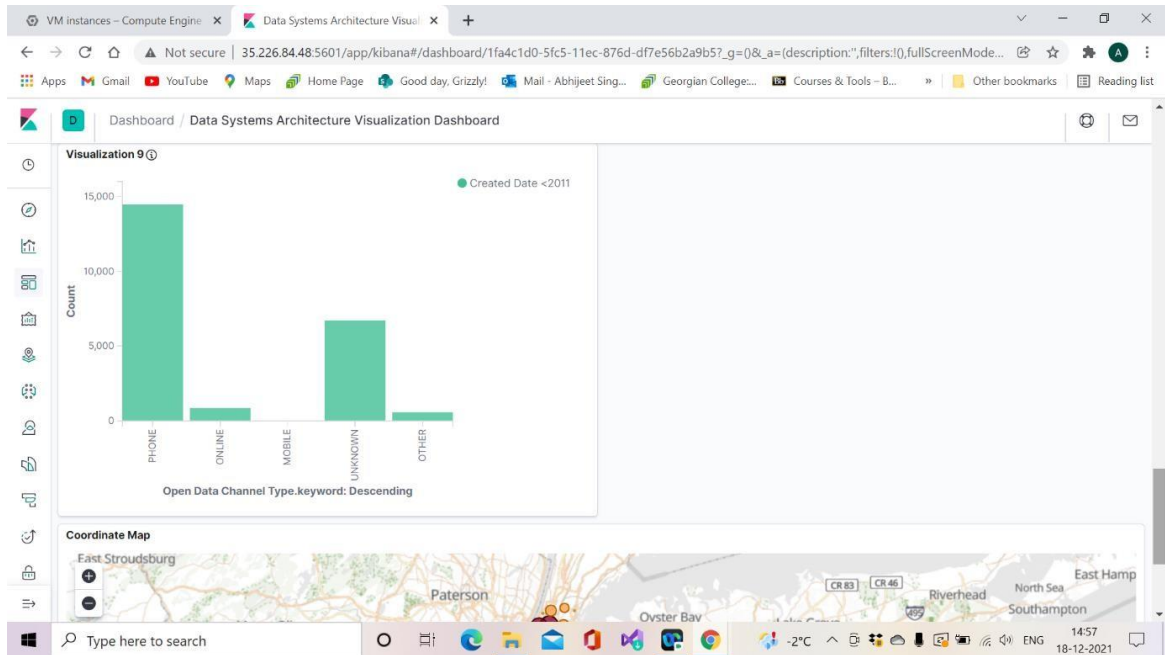 VM instances – Compute Engine
Data Systems Architecture Visual
Not secure | 35.226.84.48:5601/app/kibana#/dashboard/1fa4c1d0-5fc5-11ec-876d-df7e56b2a9b5?_g=()&_a=(description:'',filters:!(),fullScreenMode...
A
Apps
Gmail
YouTube
Maps
Home Page
Good day, Grizzly!
Mail - Abhijeet Sing...
Georgian College:...
Bb Courses & Tools – B...
»
Other bookmarks
Reading list
D
Dashboard / Data Systems Architecture Visualization Dashboard
Visualization 9
Created Date <2011
15,000
10,000
5,000
0
Count
PHONE
ONLINE
MOBILE
UNKNOWN
OTHER
Open Data Channel Type.keyword: Descending
Coordinate Map
East Stroudsburg
Paterson
Oyster Bay
CR 83
CR 46
495
Riverhead
North Sea
East Hamp
Southampton
Type here to search
-2°C
ENG
14:57
18-12-2021